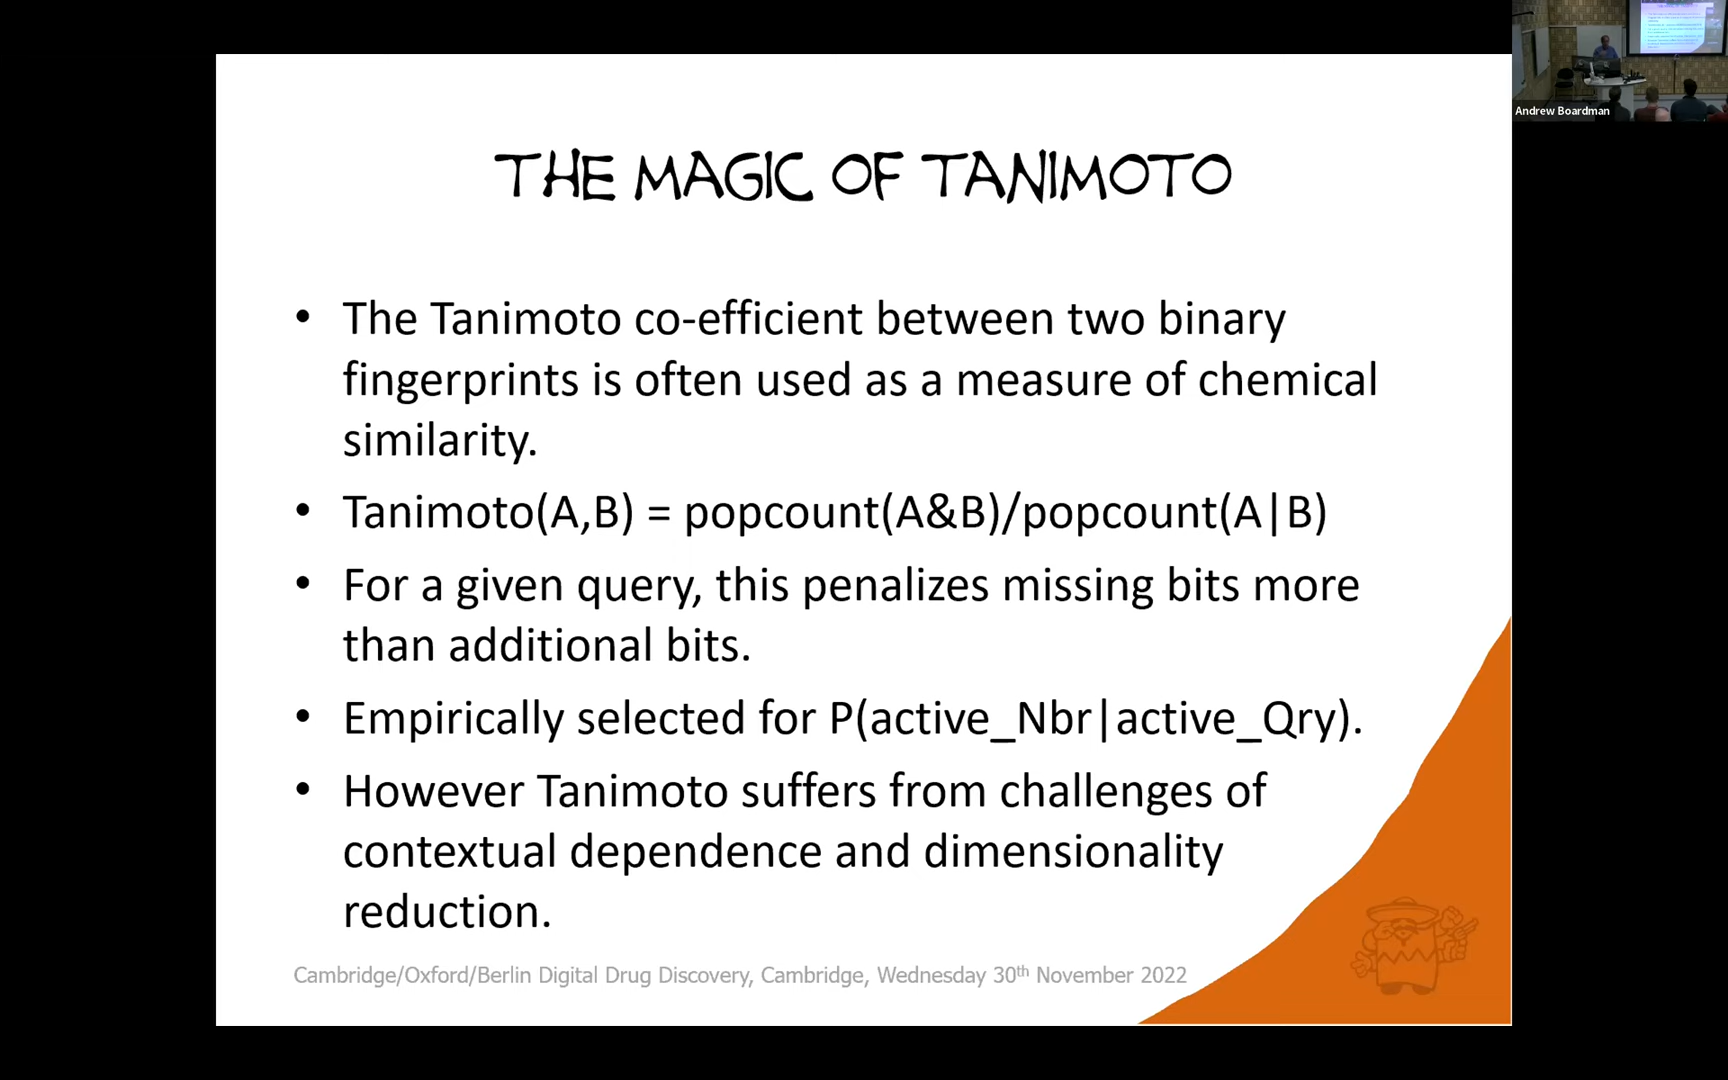 Andrew Boardman
THE MAGIC OF TANIMOTO
• The Tanimoto co-efficient between two binary
fingerprints is often used as a measure of chemical
similarity.
• Tanimoto(A,B) = popcount(A&B)/popcount(A|B)
• For a given query, this penalizes missing bits more
than additional bits.
• Empirically selected for P(active_Nbr|active_Qry).
• However Tanimoto suffers from challenges of
contextual dependence and dimensionality
reduction.
Cambridge/Oxford/Berlin Digital Drug Discovery, Cambridge, Wednesday 30th November 2022